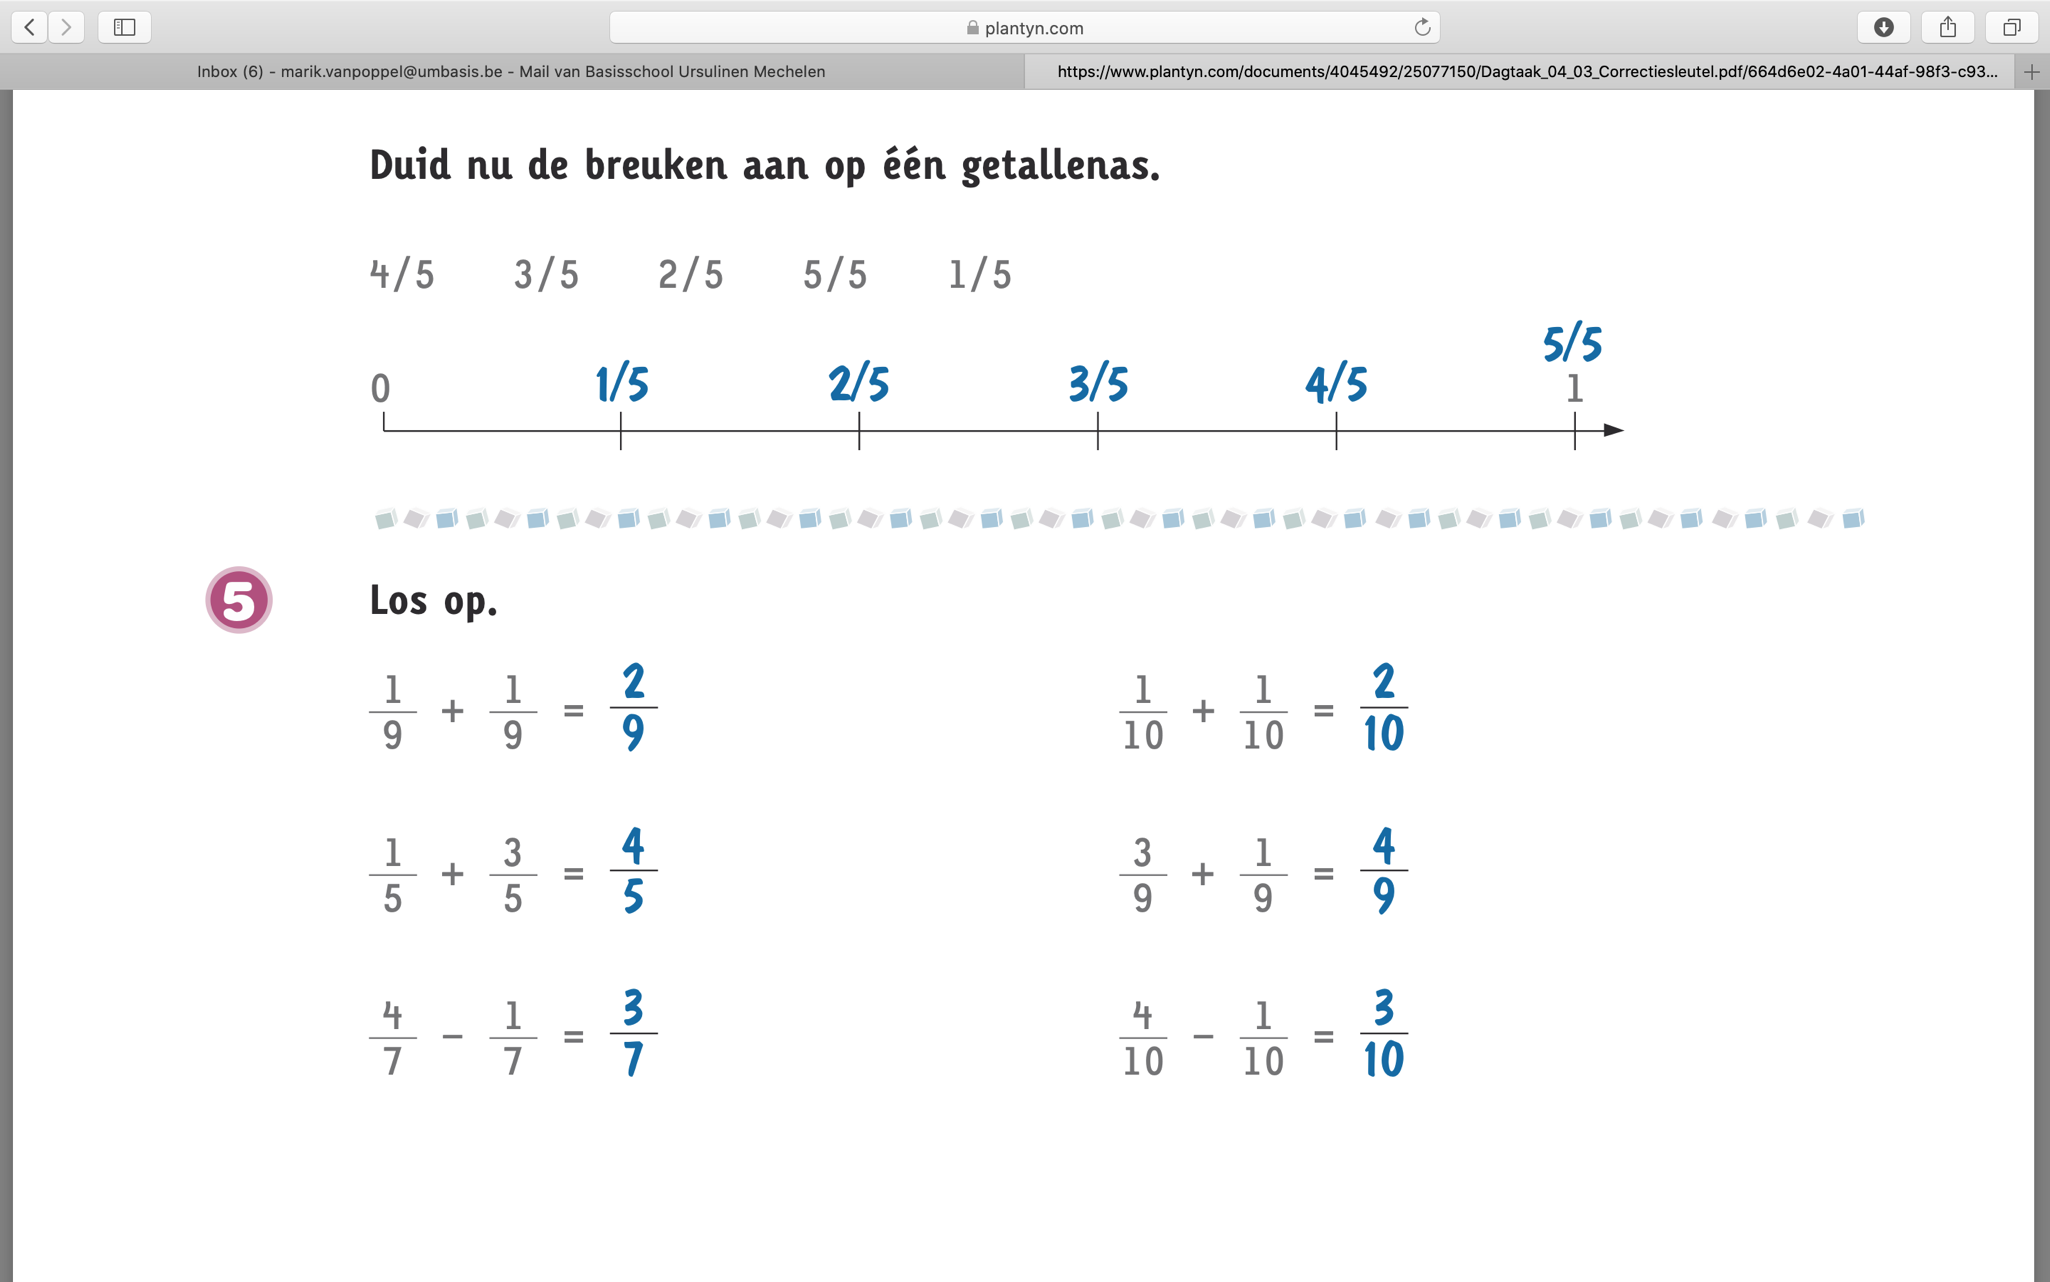 plantyn.com
Inbox (6) - marik.vanpoppel@umbasis.be - Mail van Basisschool Ursulinen Mechelen
https://www.plantyn.com/documents/4045492/25077150/Dagtaak_04_03_Correctiesleutel.pdf/664d6e02-4a01-44af-98f3-c93...
Duid nu de breuken aan op één getallenas.
4/5 3/5 2/5 5/5 1/5
5/5
0 1/5 2/5 3/5 4/5 1
5 Los op.
1/9 + 1/9 = 2/9 1/10 + 1/10 = 2/10
1/5 + 3/5 = 4/5 3/9 + 1/9 = 4/9
4/7 - 1/7 = 3/7 4/10 - 1/10 = 3/10